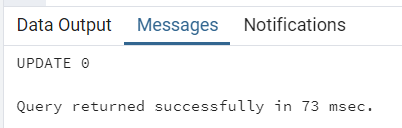 Data Output Messages Notifications
UPDATE 0
Query returned successfully in 73 msec.